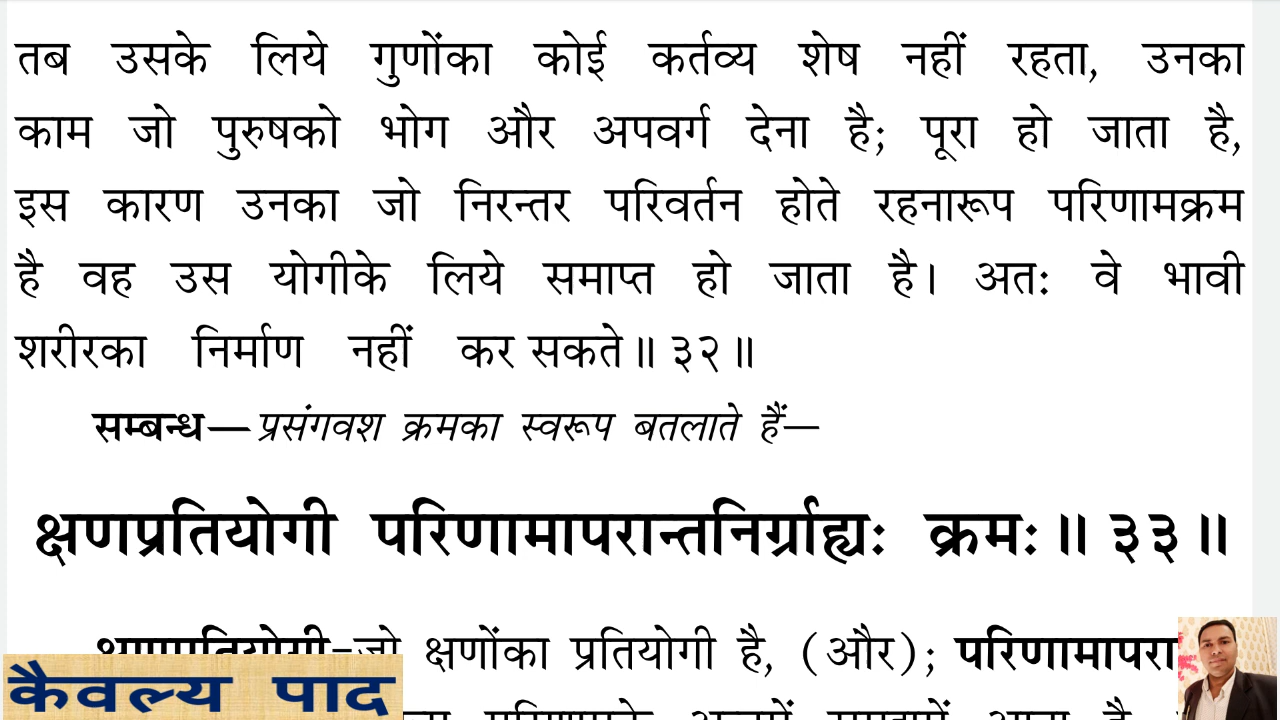 तब उसके लिये गुणोंका कोई कर्तव्य शेष नहीं रहता, उनका
काम जो पुरुषको भोग और अपवर्ग देना है; पूरा हो जाता है,
इस कारण उनका जो निरन्तर परिवर्तन होते रहनारूप परिणामक्रम
है वह उस योगीके लिये समाप्त हो जाता है। अतः वे भावी
शरीरका निर्माण नहीं कर सकते॥ ३२॥
सम्बन्ध—प्रसंगवश क्रमका स्वरूप बतलाते हैं—
क्षणप्रतियोगी परिणामापरान्तनिर्ग्राह्यः क्रमः॥ ३३॥
क्षणप्रतियोगी=जो क्षणोंका प्रतियोगी है, (और); परिणामापरा
कैवल्य पाद